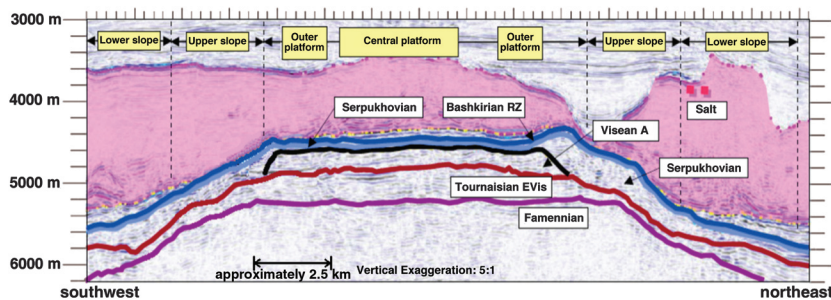 3000 m
Lower slope
Upper slope
Outer
platform
Central platform
Outer
platform
Upper slope
Lower slope
4000 m
Serpukhovian
Bashkirian RZ
Salt
Visean A
Serpukhovian
5000 m
Tournaisian EVis
Famennian
6000 m
approximately 2.5 km
Vertical Exaggeration: 5:1
southwest
northeast